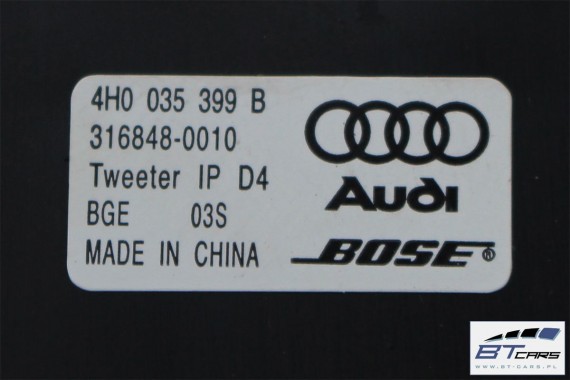 4H0 035 399 B
316848-0010
Tweeter IP D4
BGE 03S
MADE IN CHINA
Audi
BOSE®
BTCARS
WWW.BT-CARS.PL